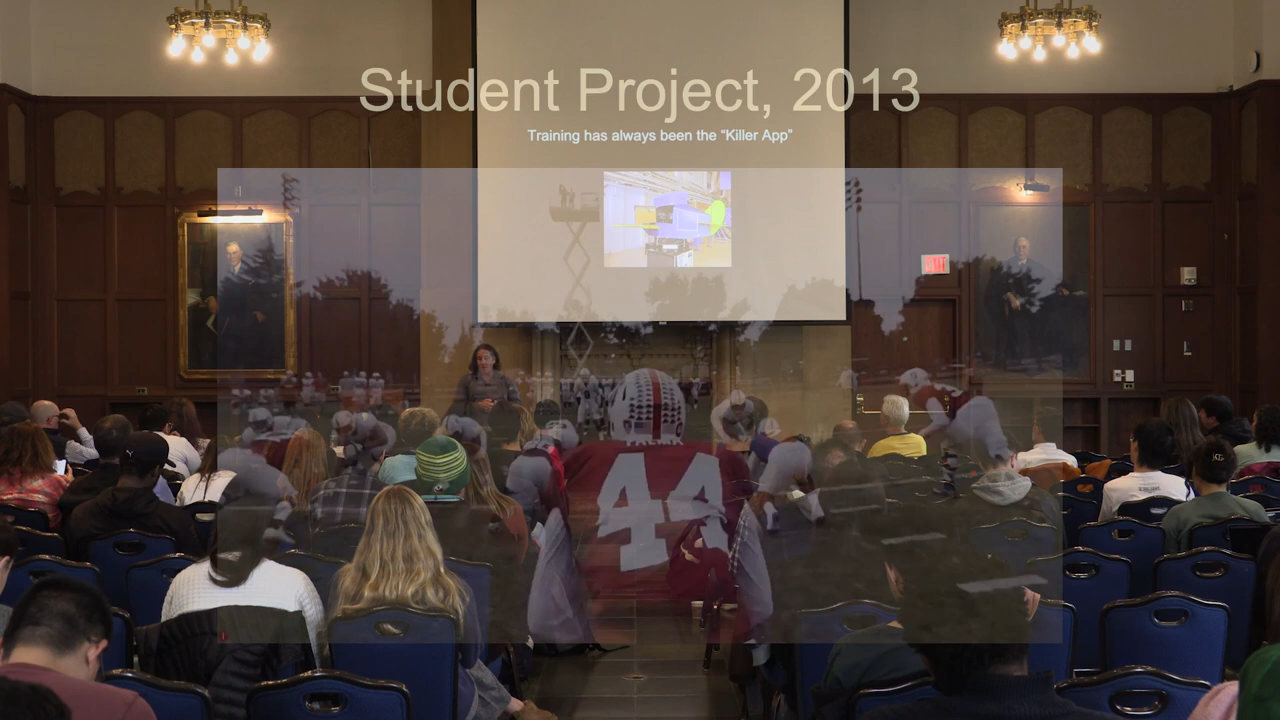 Student Project, 2013
Training has always been the “Killer App”
EXIT
44